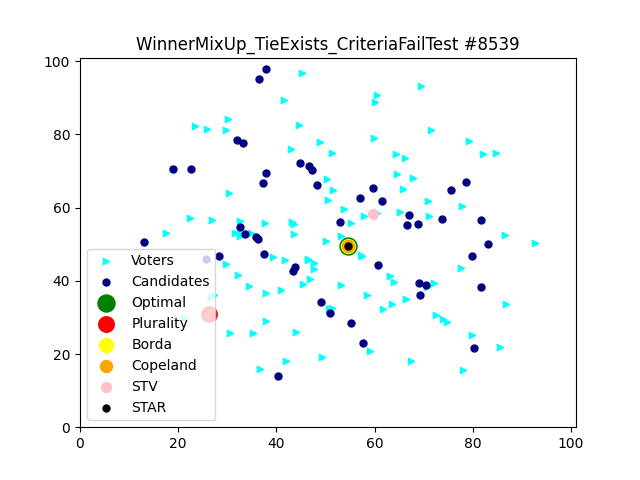 WinnerMixUp_TieExists_CriteriaFailTest #8539
100
80
60
40
20
0
Voters
Candidates
Optimal
Plurality
Borda
Copeland
STV
STAR
0 20 40 60 80 100